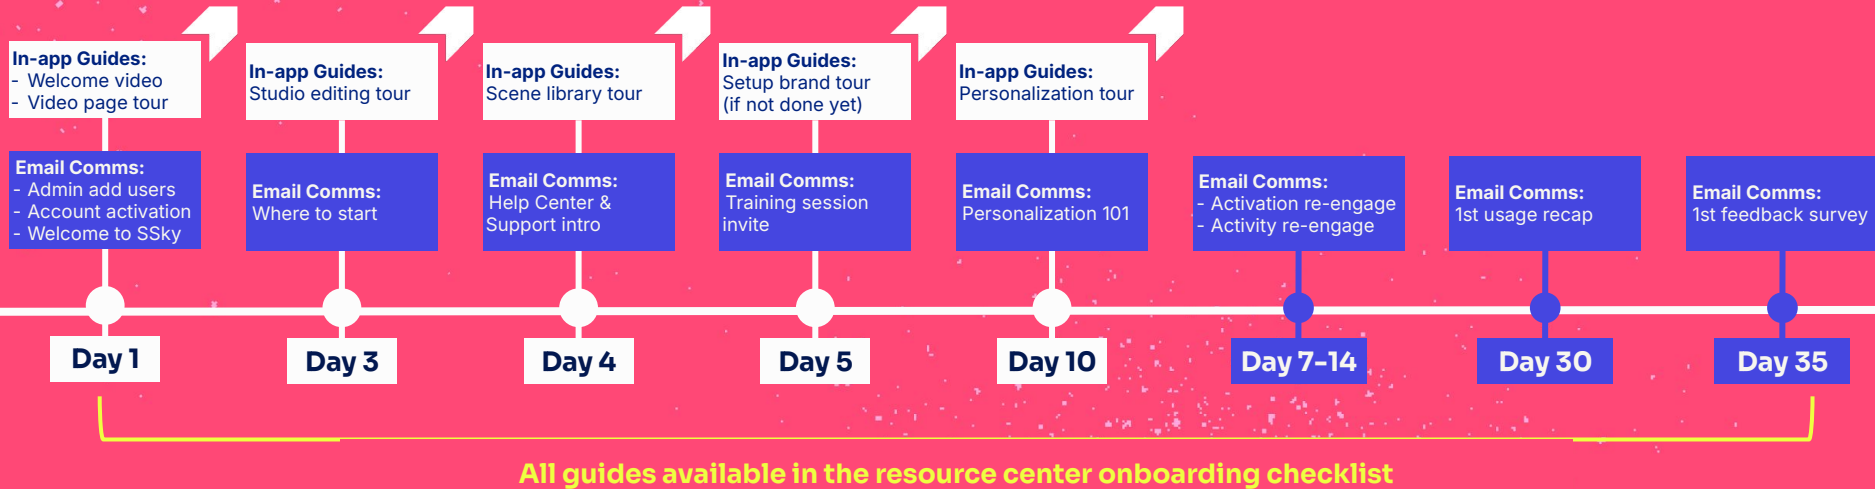 In-app Guides:
- Welcome video
- Video page tour
In-app Guides:
Studio editing tour
In-app Guides:
Scene library tour
In-app Guides:
Setup brand tour
(if not done yet)
In-app Guides:
Personalization tour
Email Comms:
- Admin add users
- Account activation
- Welcome to SSky
Email Comms:
Where to start
Email Comms:
Help Center &
Support intro
Email Comms:
Training session
invite
Email Comms:
Personalization 101
Email Comms:
- Activation re-engage
- Activity re-engage
Email Comms:
1st usage recap
Email Comms:
1st feedback survey
Day 1
Day 3
Day 4
Day 5
Day 10
Day 7-14
Day 30
Day 35
All guides available in the resource center onboarding checklist